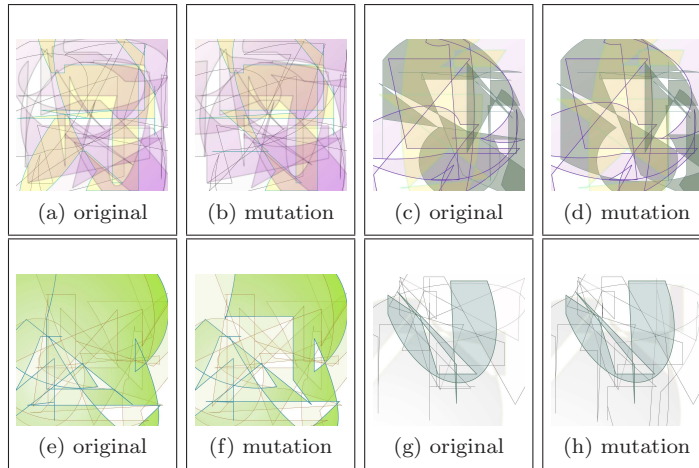 (a) original
(b) mutation
(c) original
(d) mutation
(e) original
(f) mutation
(g) original
(h) mutation